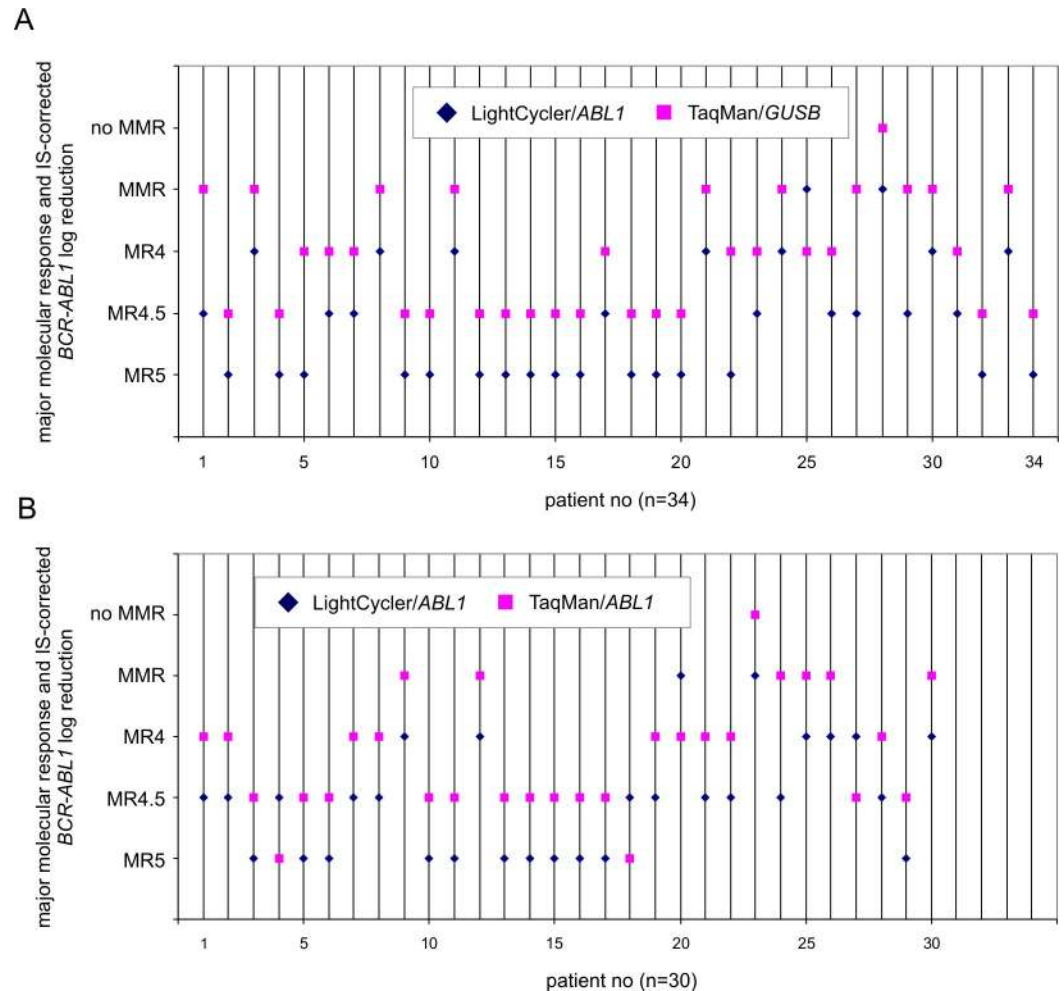 A
major molecular response and IS-corrected
BCR-ABL1 log reduction
LightCycler/ABL1 TaqMan/GUSB
no MMR
MMR
MR4
MR4.5
MR5
1 5 10 15 20 25 30 34
patient no (n=34)
B
major molecular response and IS-corrected
BCR-ABL1 log reduction
LightCycler/ABL1 TaqMan/ABL1
no MMR
MMR
MR4
MR4.5
MR5
1 5 10 15 20 25 30
patient no (n=30)